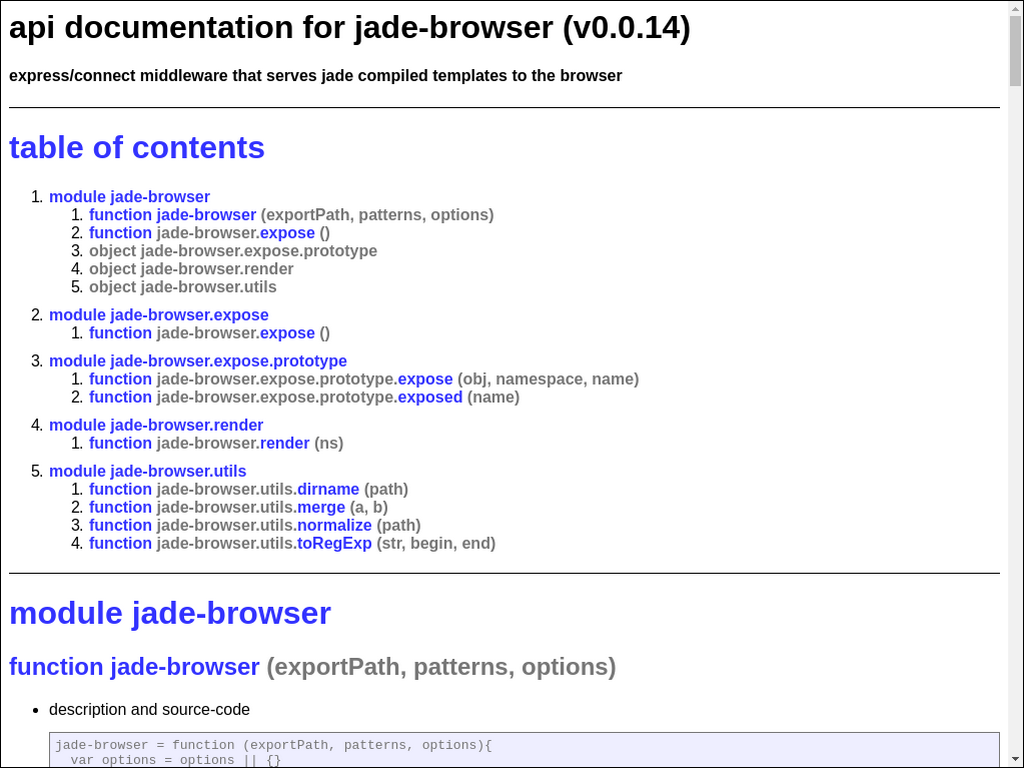 api documentation for jade-browser (v0.0.14)
express/connect middleware that serves jade compiled templates to the browser
table of contents
1. module jade-browser
1. function jade-browser (exportPath, patterns, options)
2. function jade-browser.expose ()
3. object jade-browser.expose.prototype
4. object jade-browser.render
5. object jade-browser.utils
2. module jade-browser.expose
1. function jade-browser.expose ()
3. module jade-browser.expose.prototype
1. function jade-browser.expose.prototype.expose (obj, namespace, name)
2. function jade-browser.expose.prototype.exposed (name)
4. module jade-browser.render
1. function jade-browser.render (ns)
5. module jade-browser.utils
1. function jade-browser.utils.dirname (path)
2. function jade-browser.utils.merge (a, b)
3. function jade-browser.utils.normalize (path)
4. function jade-browser.utils.toRegExp (str, begin, end)
module jade-browser
function jade-browser (exportPath, patterns, options)
• description and source-code
jade-browser = function (exportPath, patterns, options){
var options = options || {}